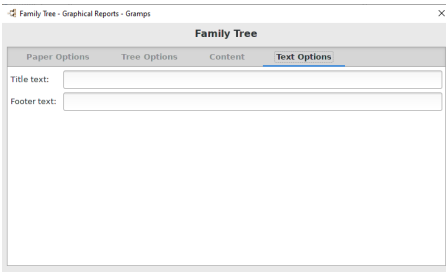 Family Tree - Graphical Reports - Gramps
Family Tree
Paper Options Tree Options Content Text Options
Title text:
Footer text: